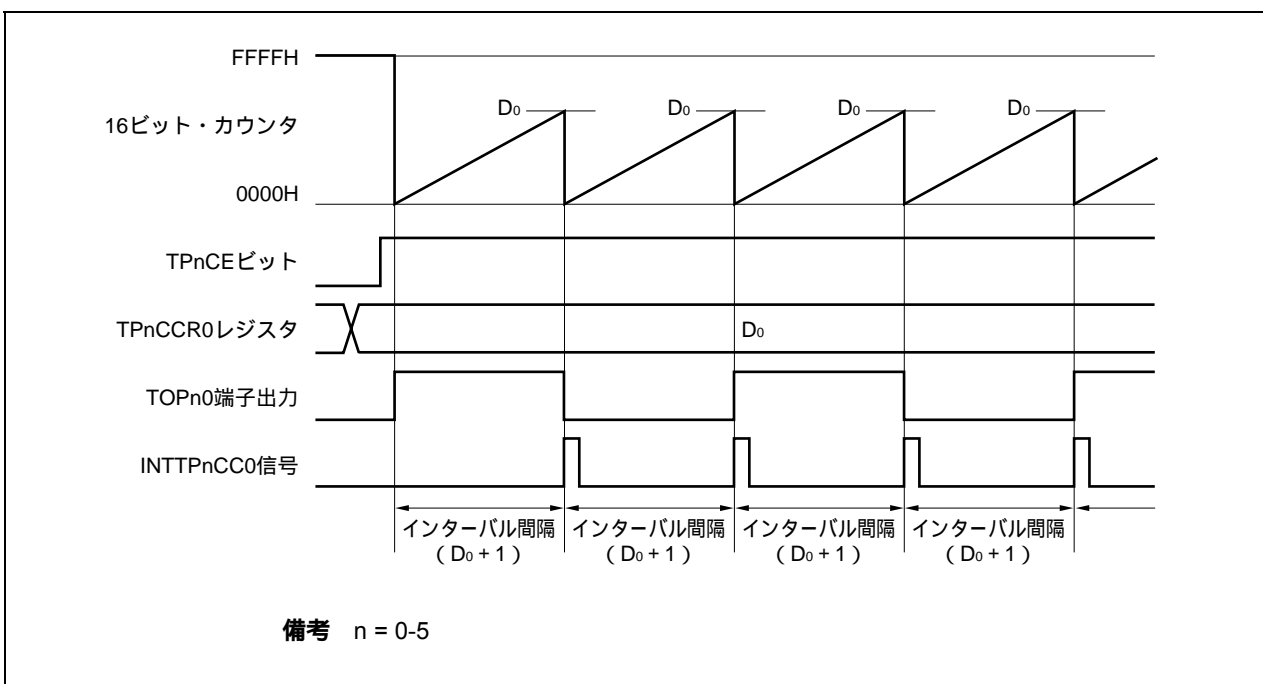 FFFFH
D0 D0 D0 D0
16ビット・カウンタ
0000H
TPnCEビット
TPnCCR0レジスタ D0
TOPn0端子出力
INTTPnCC0信号
インターバル間隔 インターバル間隔 インターバル間隔 インターバル間隔
（D0 + 1） （D0 + 1） （D0 + 1） （D0 + 1）
備考 n = 0-5